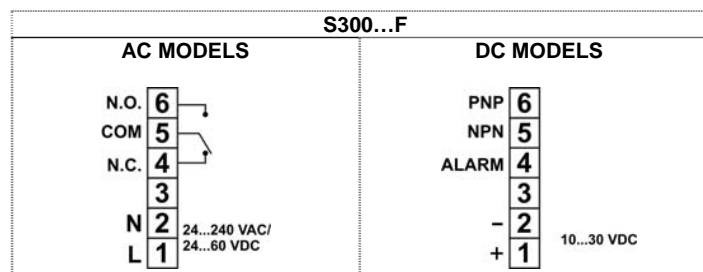 S300...F
AC MODELS
N.O. 6
COM 5
N.C. 4
3
N 2 24...240 VAC/
L 1 24...60 VDC
DC MODELS
PNP 6
NPN 5
ALARM 4
3
– 2
+ 1
10...30 VDC